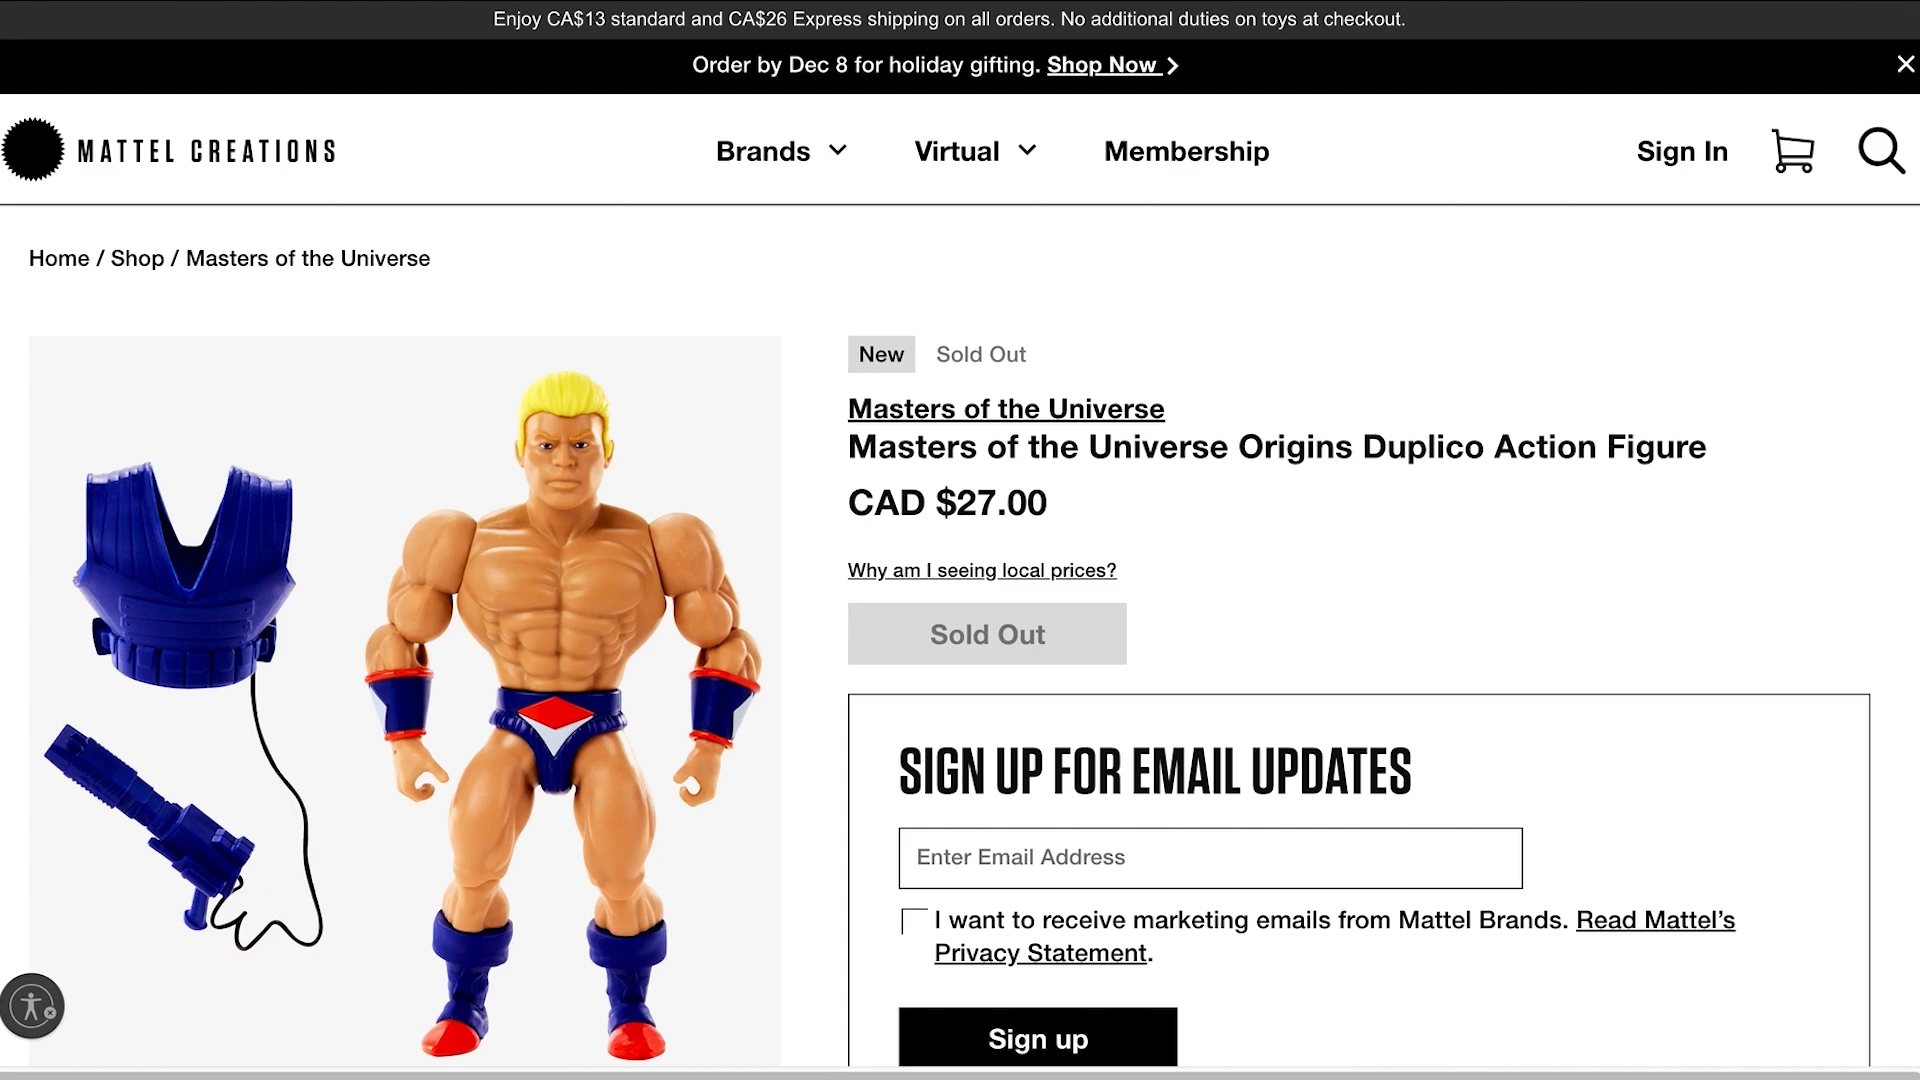 Enjoy CA$13 standard and CA$26 Express shipping on all orders. No additional duties on toys at checkout.
Order by Dec 8 for holiday gifting. Shop Now
MATTEL CREATIONS
Brands
Virtual
Membership
Sign In
Home / Shop / Masters of the Universe
New
Sold Out
Masters of the Universe
Masters of the Universe Origins Duplico Action Figure
CAD $27.00
Why am I seeing local prices?
Sold Out
SIGN UP FOR EMAIL UPDATES
Enter Email Address
I want to receive marketing emails from Mattel Brands. Read Mattel’s
Privacy Statement.
Sign up